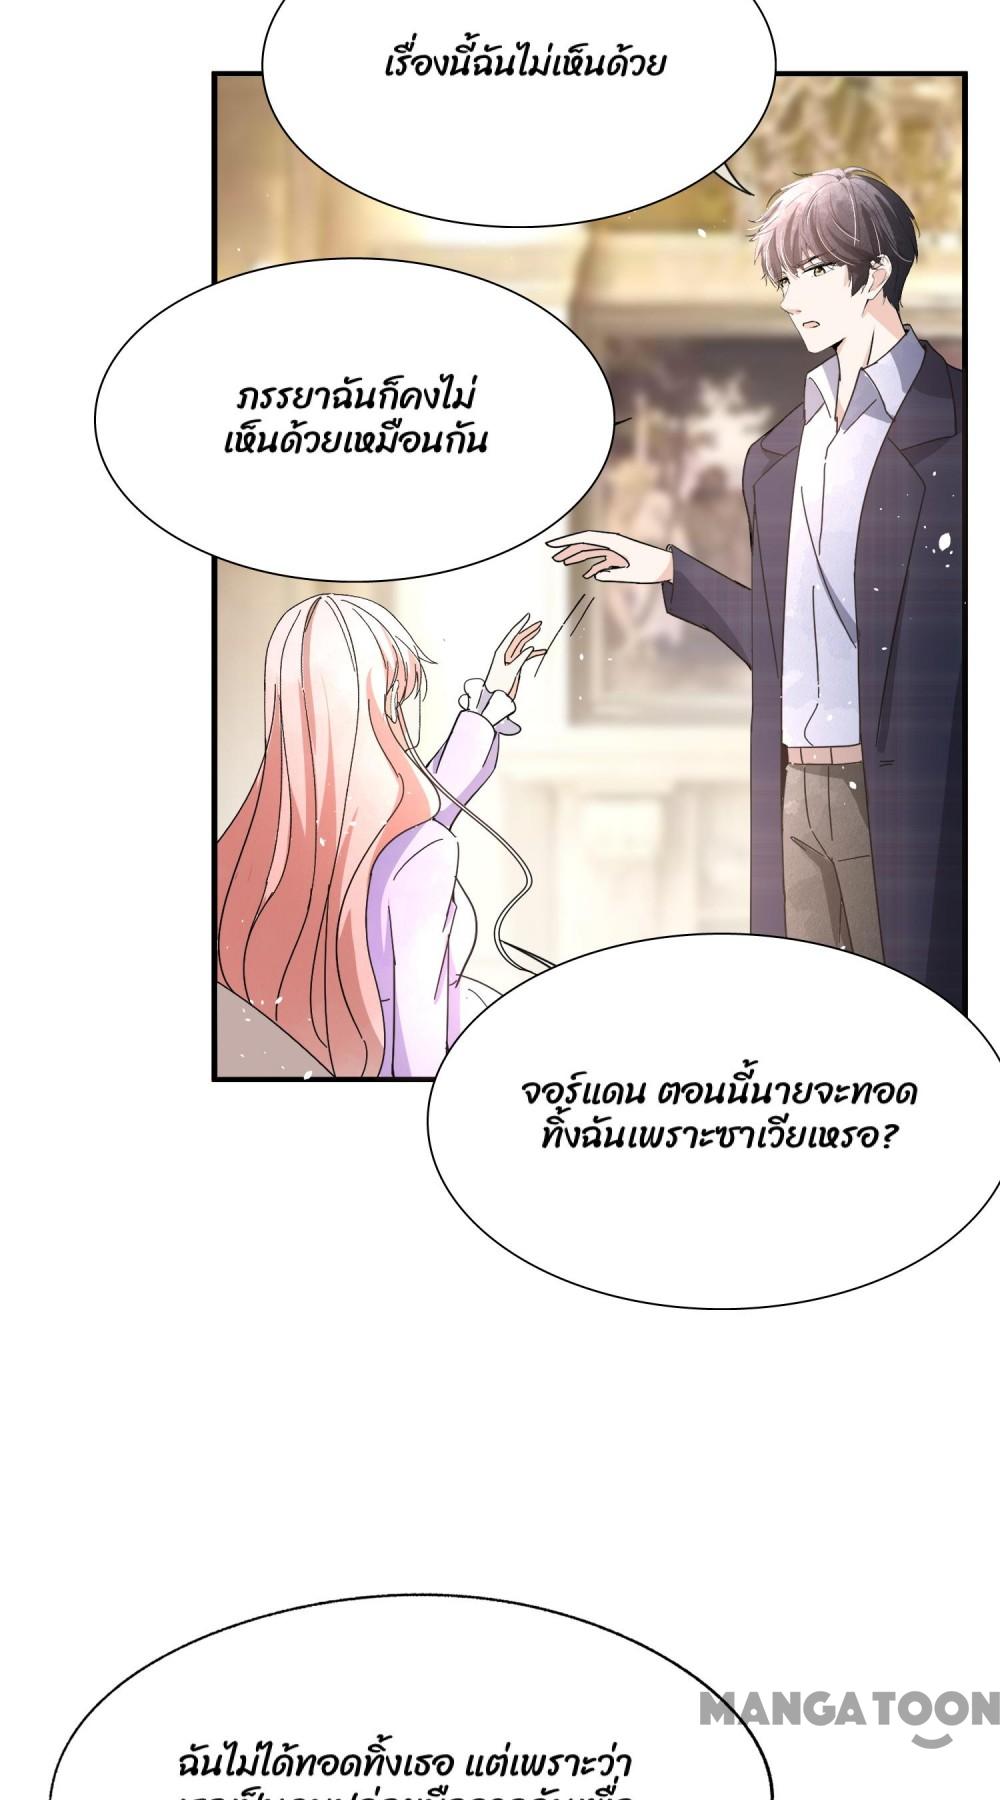 เรื่องนี้ฉันไม่เห็นด้วย
ภรรยาฉันก็คงไม่
เห็นด้วยเหมือนกัน
จอร์แดน ตอนนี้นายจะทอด
ทิ้งฉันเพราะซาเวียเหรอ?
MANGATOON
ฉันไม่ได้ทอดทิ้งเธอ แต่เพราะว่า